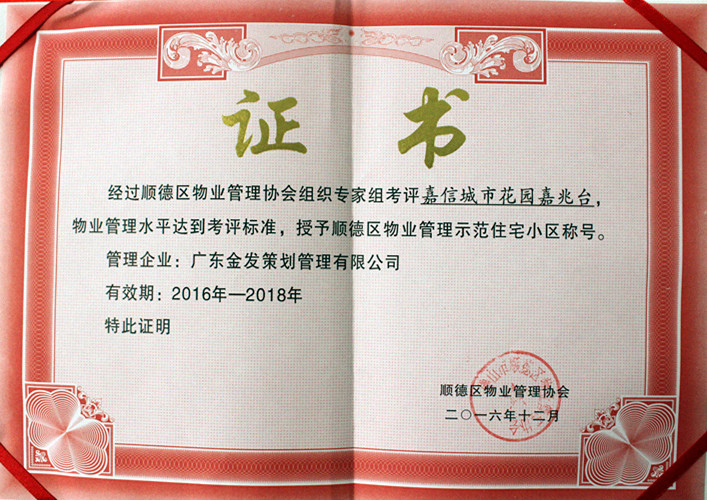 证书
经过顺德区物业管理协会组织专家组考评嘉信城市花园嘉兆台，
物业管理水平达到考评标准，授予顺德区物业管理示范住宅小区称号。
管理企业：广东金发策划管理有限公司
有效期：2016年—2018年
特此证明
顺德区物业管理协会
二〇一六年十二月